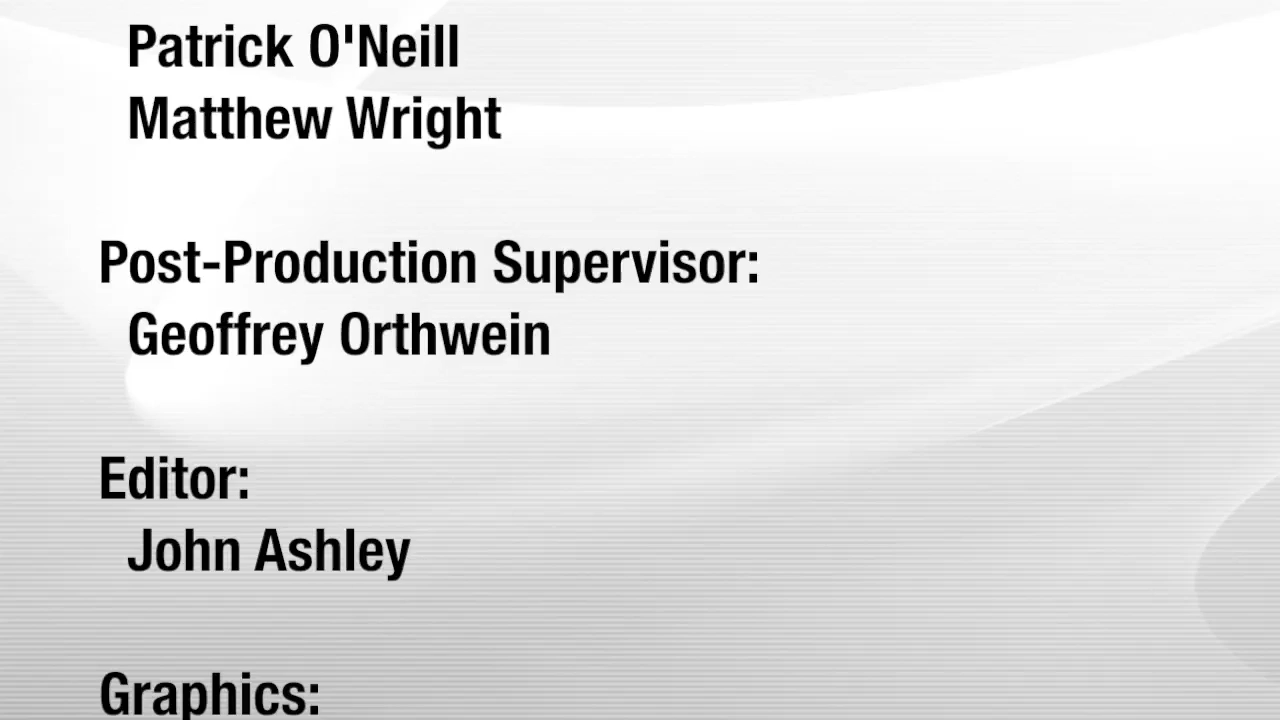 Patrick O'Neill
Matthew Wright
Post-Production Supervisor:
Geoffrey Orthwein
Editor:
John Ashley
Graphics: